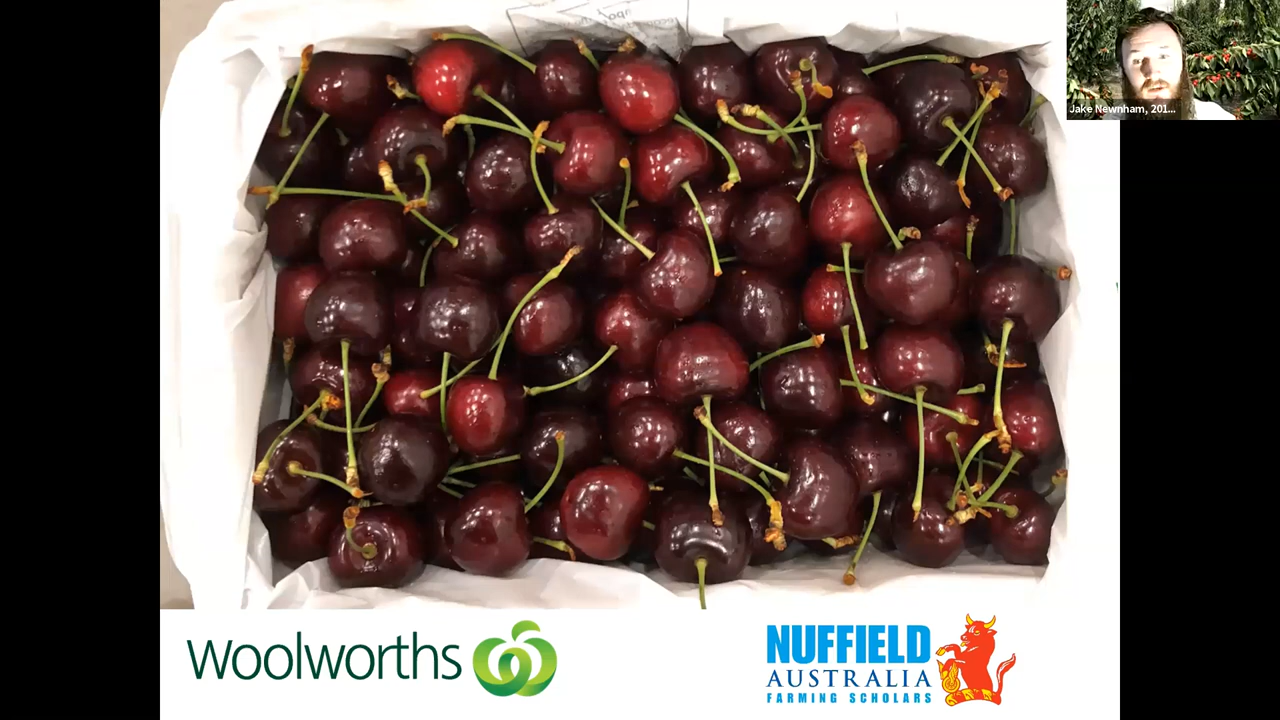 Jake Newnham, 201...
Woolworths
NUFFIELD
AUSTRALIA
FARMING SCHOLARS